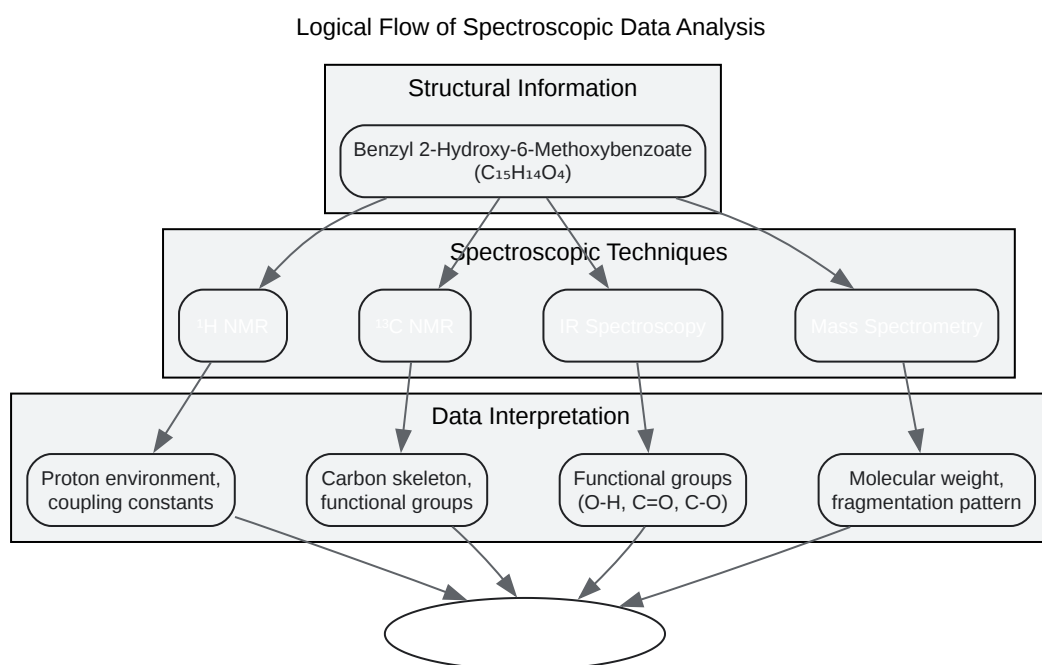 Logical Flow of Spectroscopic Data Analysis
Structural Information
Benzyl 2-Hydroxy-6-Methoxybenzoate
(C₁₅H₁₄O₄)
Spectroscopic Techniques
¹H NMR
¹³C NMR
IR Spectroscopy
Mass Spectrometry
Data Interpretation
Proton environment,
coupling constants
Carbon skeleton,
functional groups
Functional groups
(O-H, C=O, C-O)
Molecular weight,
fragmentation pattern